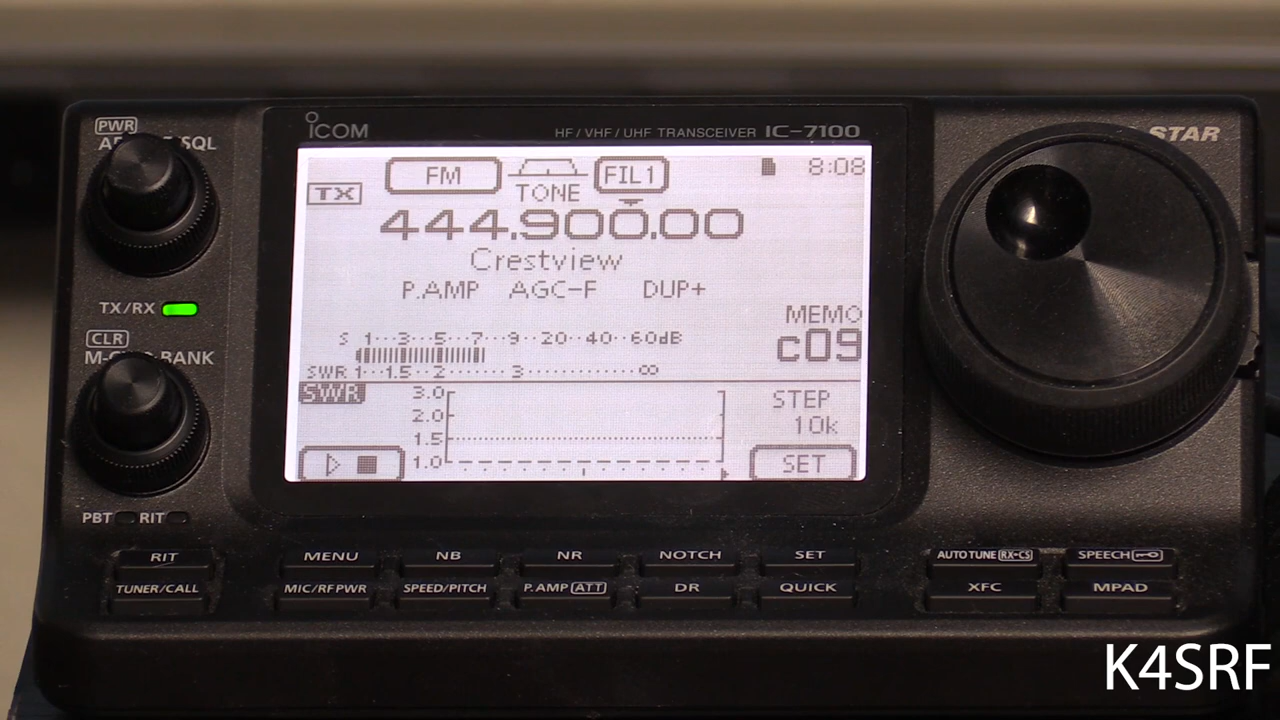 PWR
SQL
TX/RX
CLR
BANK
PBT RIT
ICOM
HF/VHF/UHF TRANSCEIVER IC-7100
STAR
FM FIL1 8:08
TX TONE
444.900.00
Crestview
P.AMP AGC-F DUP+
MEMO
c09
S 1 3 5 7 9 20 40 60dB
SWR 1 1.5 2 3 ∞
SWR 3.0
2.0
1.5
1.0
STEP
10k
SET
RIT MENU NB NR NOTCH SET AUTO TUNE RX-CS SPEECH
TUNER/CALL MIC/RF PWR SPEED/PITCH P.AMP ATT DR QUICK XFC MPAD
K4SRF